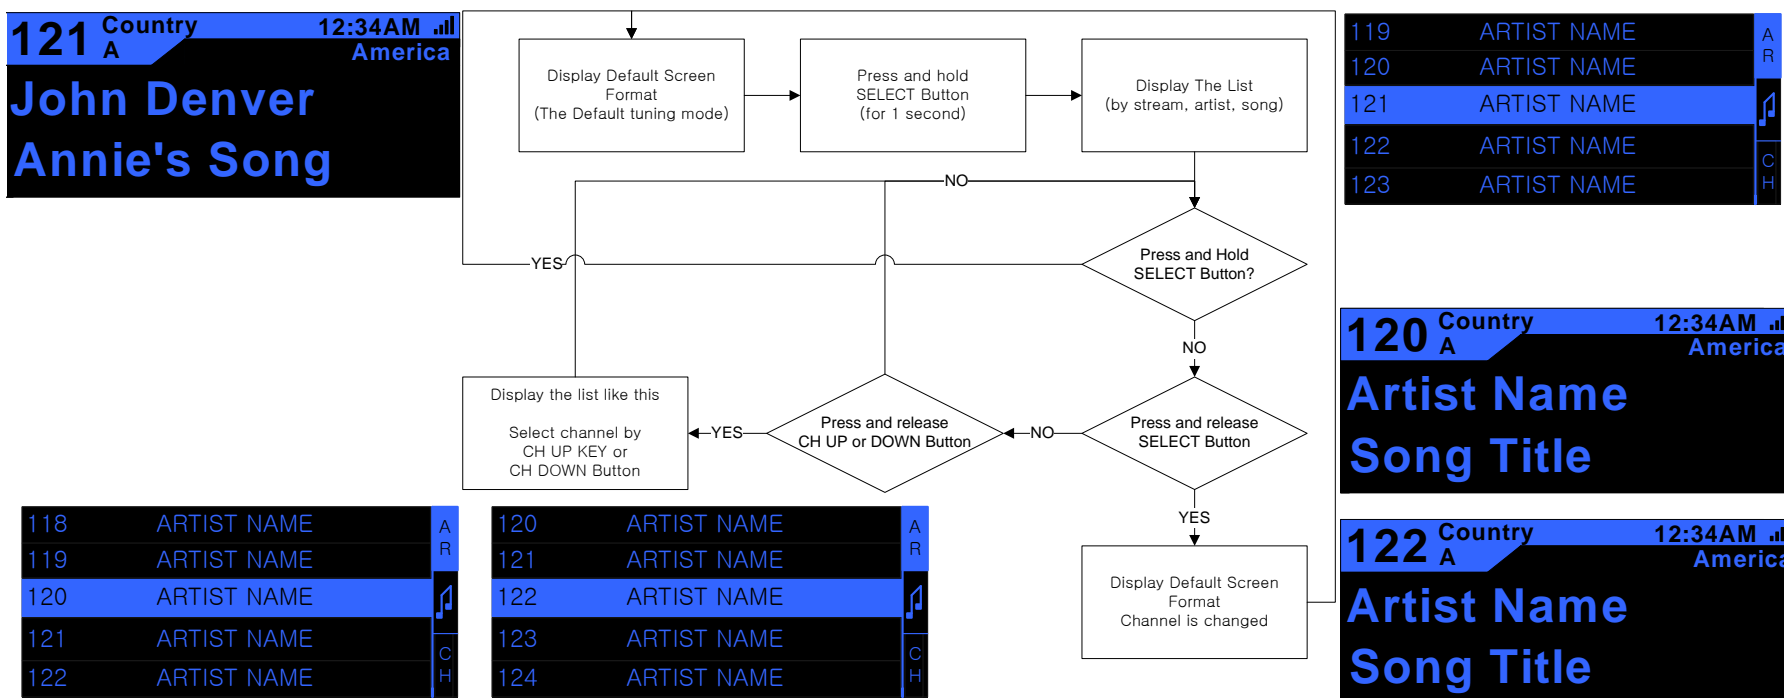 121 Country 12:34AM
A America
John Denver
Annie's Song
Display Default Screen
Format
(The Default tuning mode)
Press and hold
SELECT Button
(for 1 second)
Display The List
(by stream, artist, song)
119 ARTIST NAME
120 ARTIST NAME
121 ARTIST NAME
122 ARTIST NAME
123 ARTIST NAME
A
R
C
H
NO
YES
Press and Hold
SELECT Button?
NO
120 Country 12:34AM
A America
Artist Name
Song Title
Display the list like this
Select channel by
CH UP KEY or
CH DOWN Button
YES
Press and release
CH UP or DOWN Button
NO
Press and release
SELECT Button
YES
118 ARTIST NAME
119 ARTIST NAME
120 ARTIST NAME
121 ARTIST NAME
122 ARTIST NAME
A
R
C
H
120 ARTIST NAME
121 ARTIST NAME
122 ARTIST NAME
123 ARTIST NAME
124 ARTIST NAME
A
R
C
H
Display Default Screen
Format
Channel is changed
122 Country 12:34AM
A America
Artist Name
Song Title